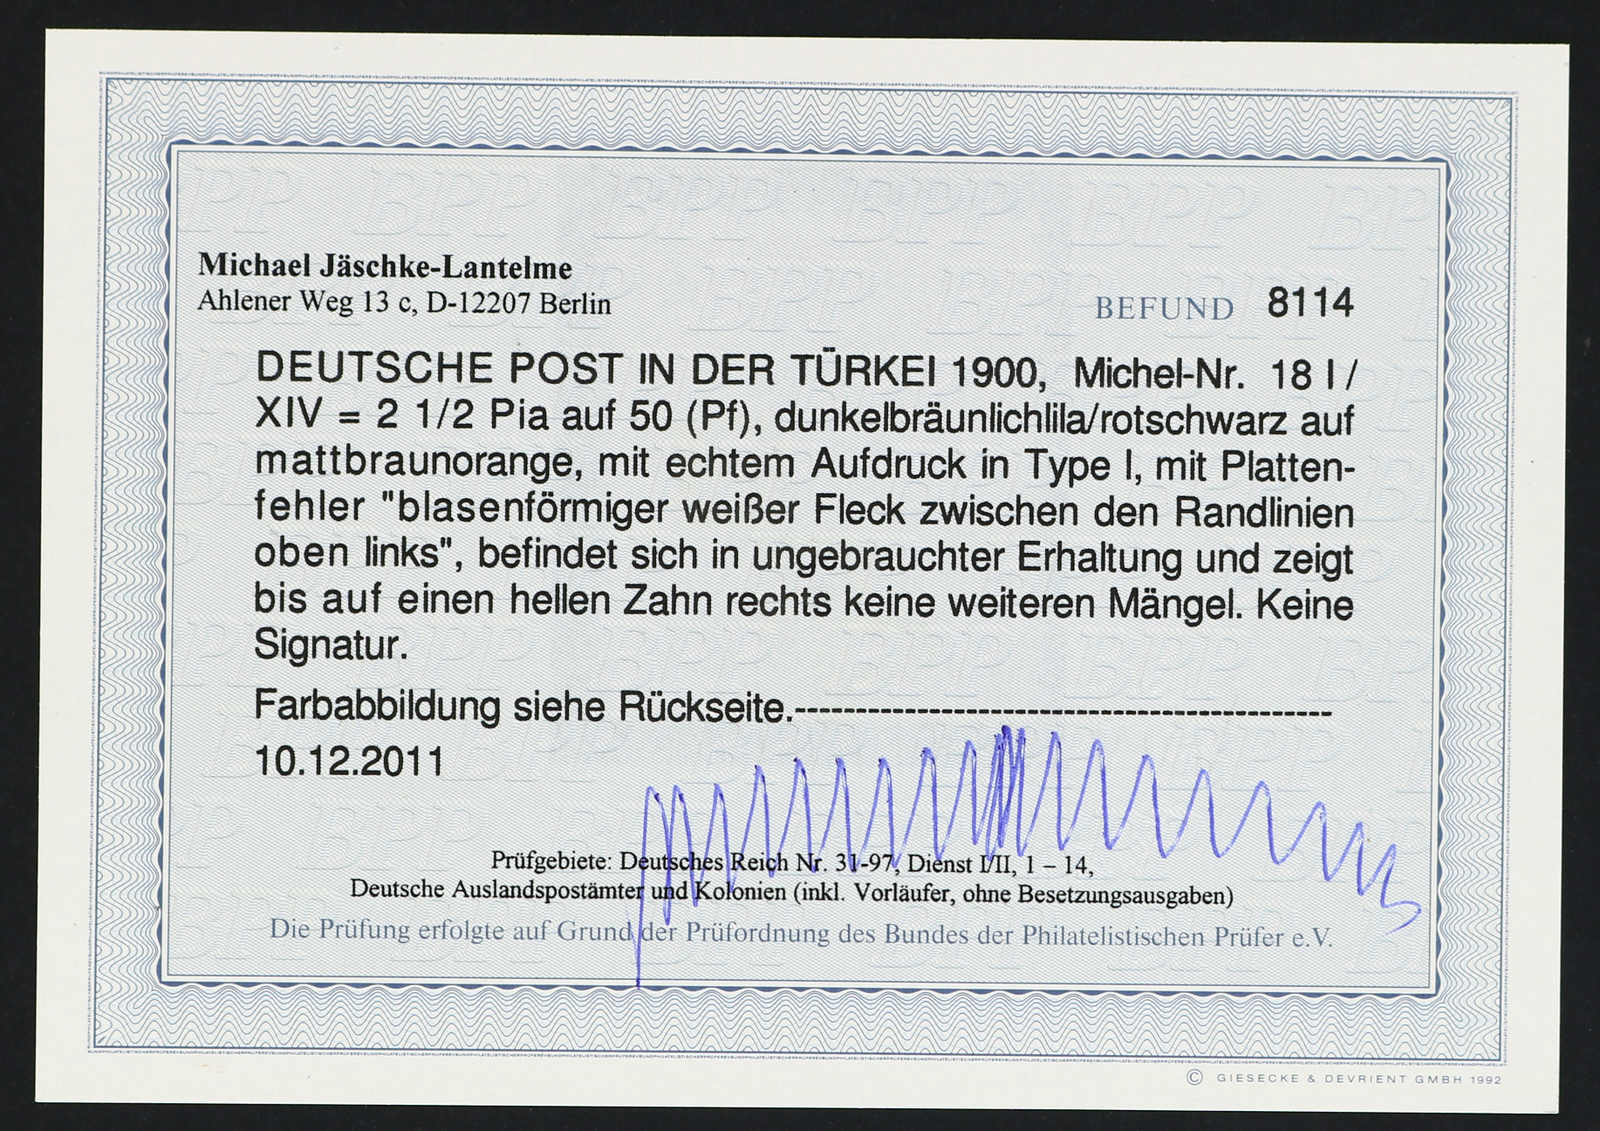 Michael Jäschke-Lantelme
Ahlener Weg 13 c, D-12207 Berlin
BEFUND 8114
DEUTSCHE POST IN DER TÜRKEI 1900, Michel-Nr. 18 I /
XIV = 2 1/2 Pia auf 50 (Pf), dunkelbräunlichlila/rotschwarz auf
mattbraunorange, mit echtem Aufdruck in Type I, mit Platten-
fehler "blasenförmiger weißer Fleck zwischen den Randlinien
oben links", befindet sich in ungebrauchter Erhaltung und zeigt
bis auf einen hellen Zahn rechts keine weiteren Mängel. Keine
Signatur.
Farbabbildung siehe Rückseite.--------------------------------------------
10.12.2011
Prüfgebiete: Deutsches Reich Nr. 31-97, Dienst I/II, 1 – 14,
Deutsche Auslandspostämter und Kolonien (inkl. Vorläufer, ohne Besetzungsausgaben)
Die Prüfung erfolgte auf Grund der Prüfordnung des Bundes der Philatelistischen Prüfer e.V.
© GIESECKE & DEVRIENT GMBH 1992